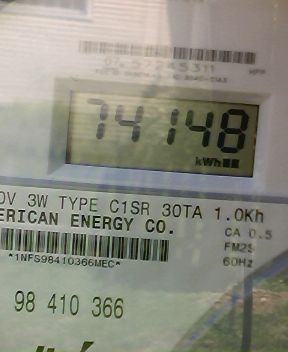 74148
kWh
3W TYPE C1SR 30TA 1.0Kh
ERICAN ENERGY CO.
CA 0.5
FM2S
60Hz
*1NFS98410366MEC*
98 410 366